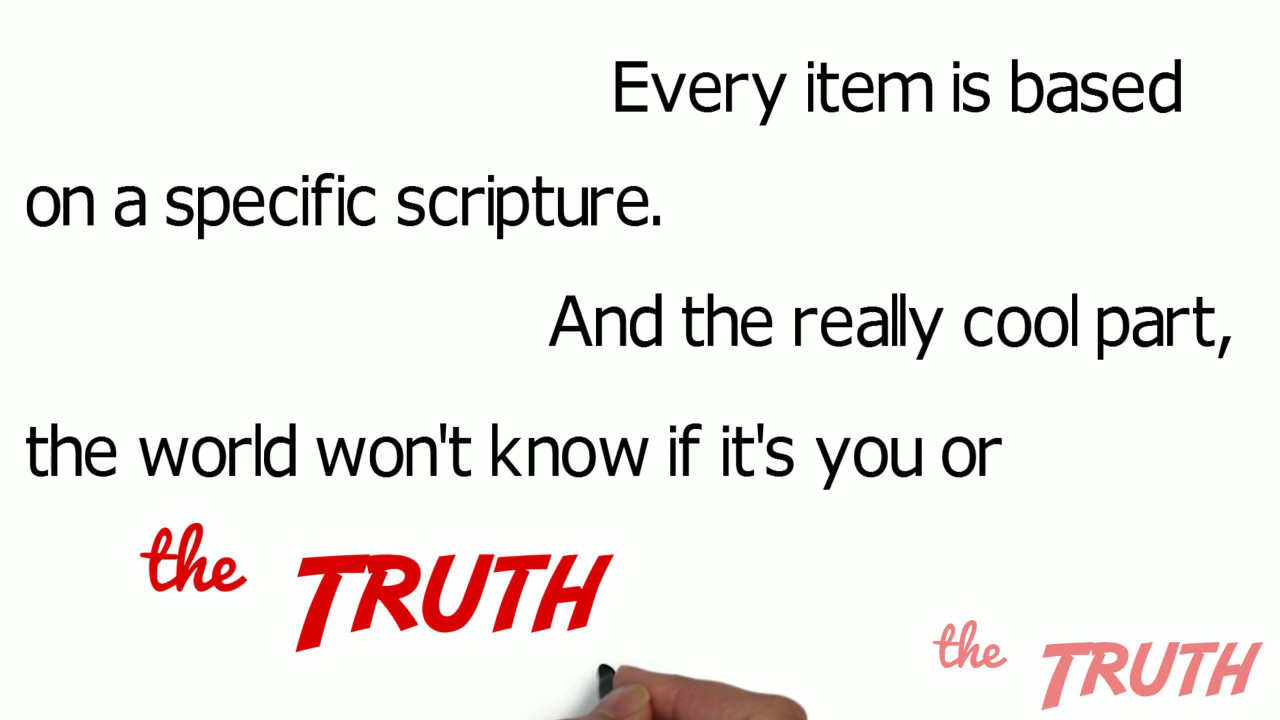 Every item is based
on a specific scripture.
And the really cool part,
the world won't know if it's you or
the TRUTH
the TRUTH